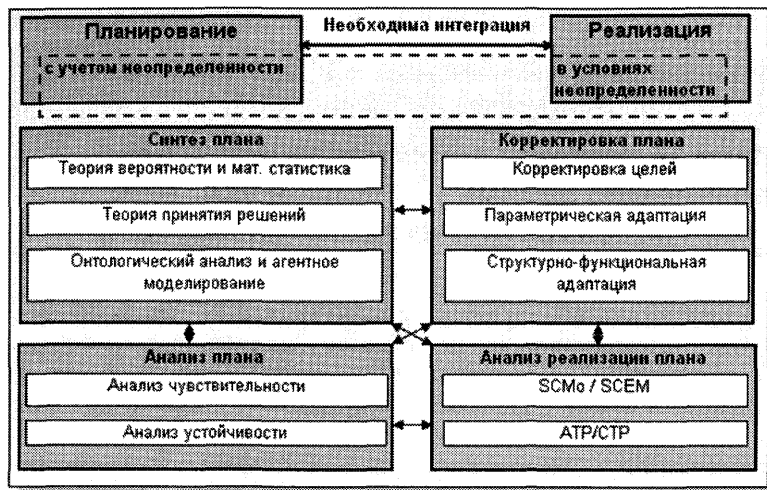 Планирование
Необходима интеграция
Реализация
с учетом неопределенности
в условиях
неопределенности
Синтез плана
Теория вероятности и мат. статистика
Теория принятия решений
Онтологический анализ и агентное
моделирование
Корректировка плана
Корректировка целей
Параметрическая адаптация
Структурно-функциональная
адаптация
Анализ плана
Анализ чувствительности
Анализ устойчивости
Анализ реализации плана
SCMo / SCEM
ATP/CTP